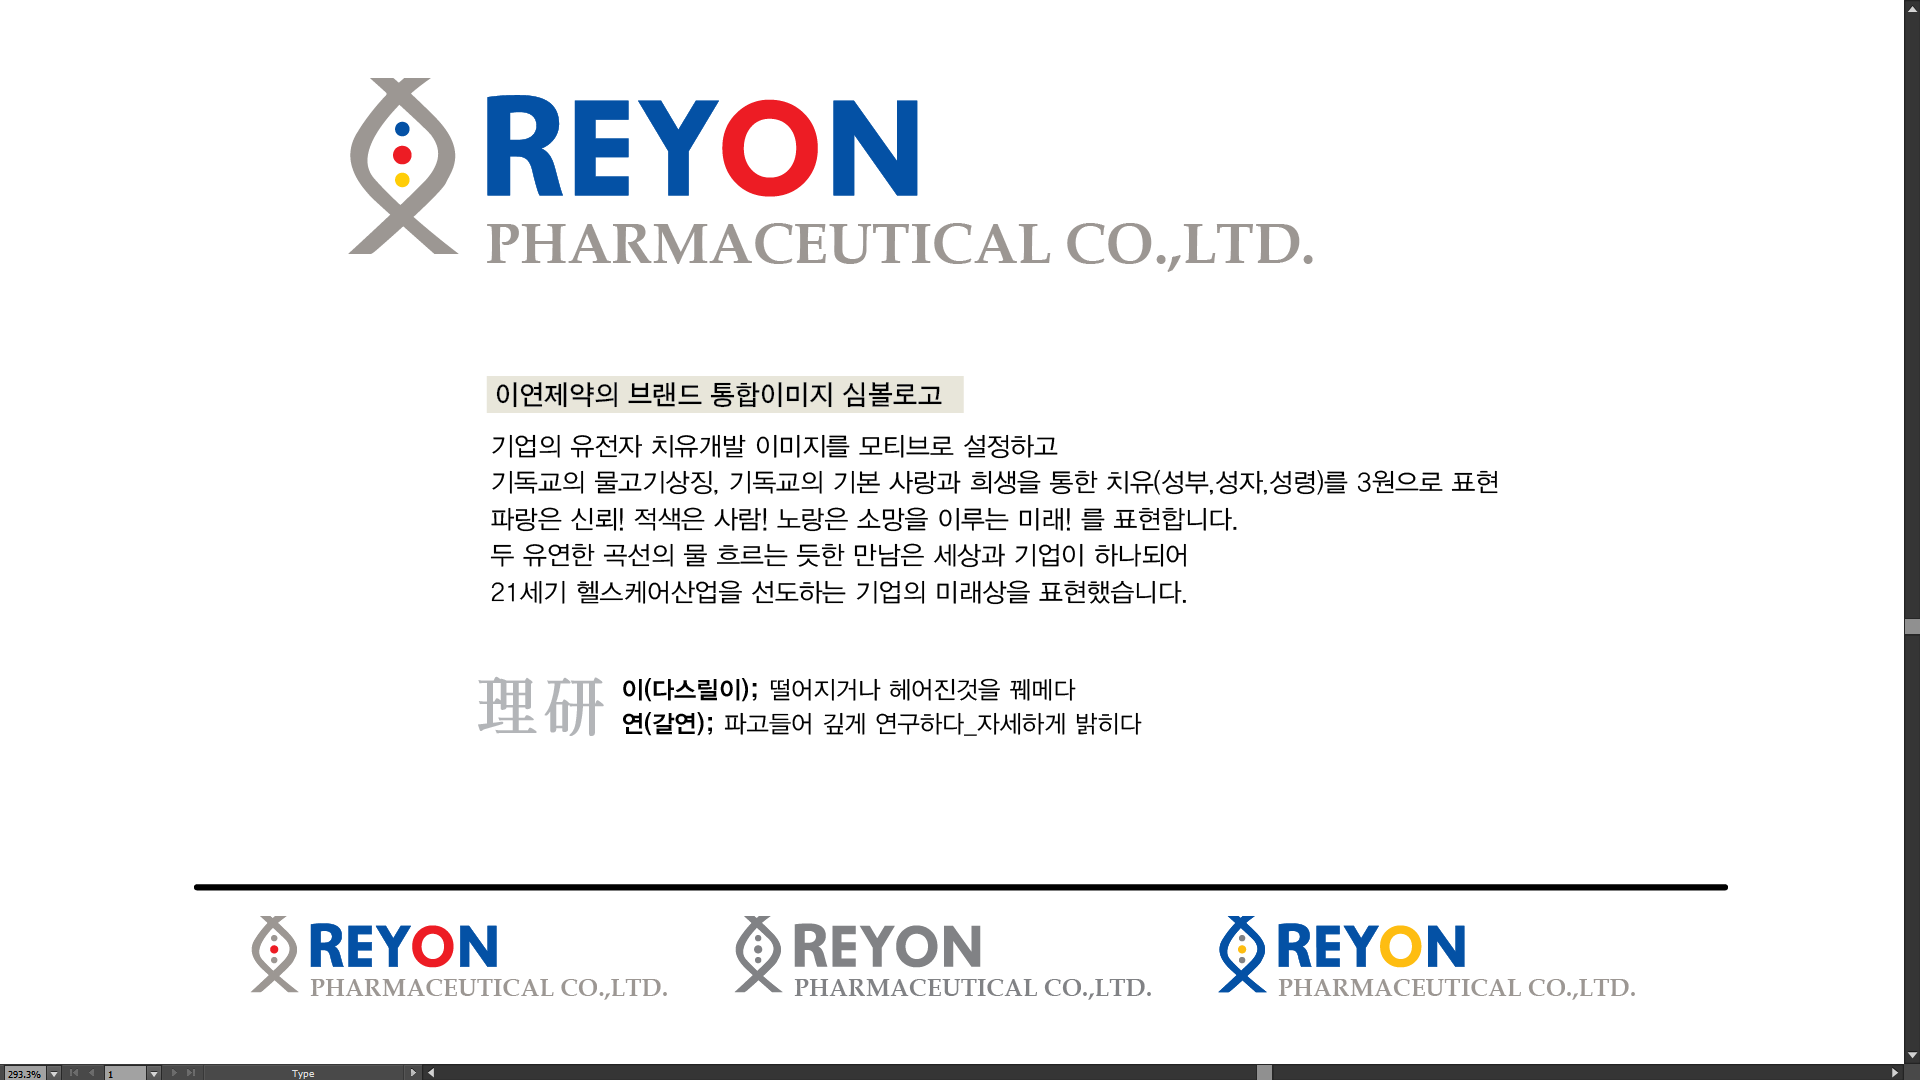 REYON
PHARMACEUTICAL CO.,LTD.
이연제약의 브랜드 통합이미지 심볼로고
기업의 유전자 치유개발 이미지를 모티브로 설정하고
기독교의 물고기상징, 기독교의 기본 사랑과 희생을 통한 치유(성부,성자,성령)를 3원으로 표현
파랑은 신뢰! 적색은 사람! 노랑은 소망을 이루는 미래! 를 표현합니다.
두 유연한 곡선의 물 흐르는 듯한 만남은 세상과 기업이 하나되어
21세기 헬스케어산업을 선도하는 기업의 미래상을 표현했습니다.
理研
이(다스릴이); 떨어지거나 헤어진것을 꿰메다
연(갈연); 파고들어 깊게 연구하다_자세하게 밝히다
REYON
PHARMACEUTICAL CO.,LTD.
REYON
PHARMACEUTICAL CO.,LTD.
REYON
PHARMACEUTICAL CO.,LTD.
293.3% 1 Type